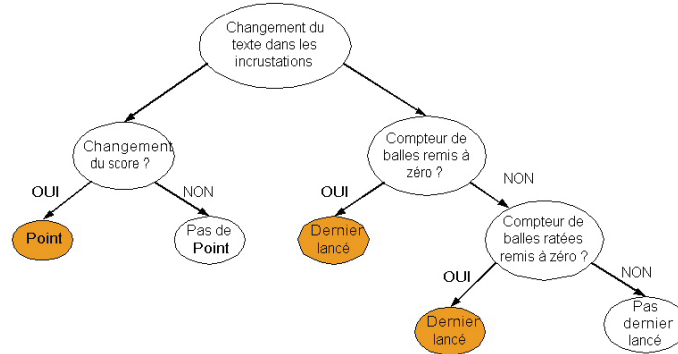 Changement du
texte dans les
incrustations
Changement
du score ?
Compteur de
balles remis à
zéro ?
OUI
NON
OUI
NON
Point
Pas de
Point
Dernier
lancé
Compteur de
balles ratées
remis à zéro ?
OUI
NON
Dernier
lancé
Pas
dernier
lancé